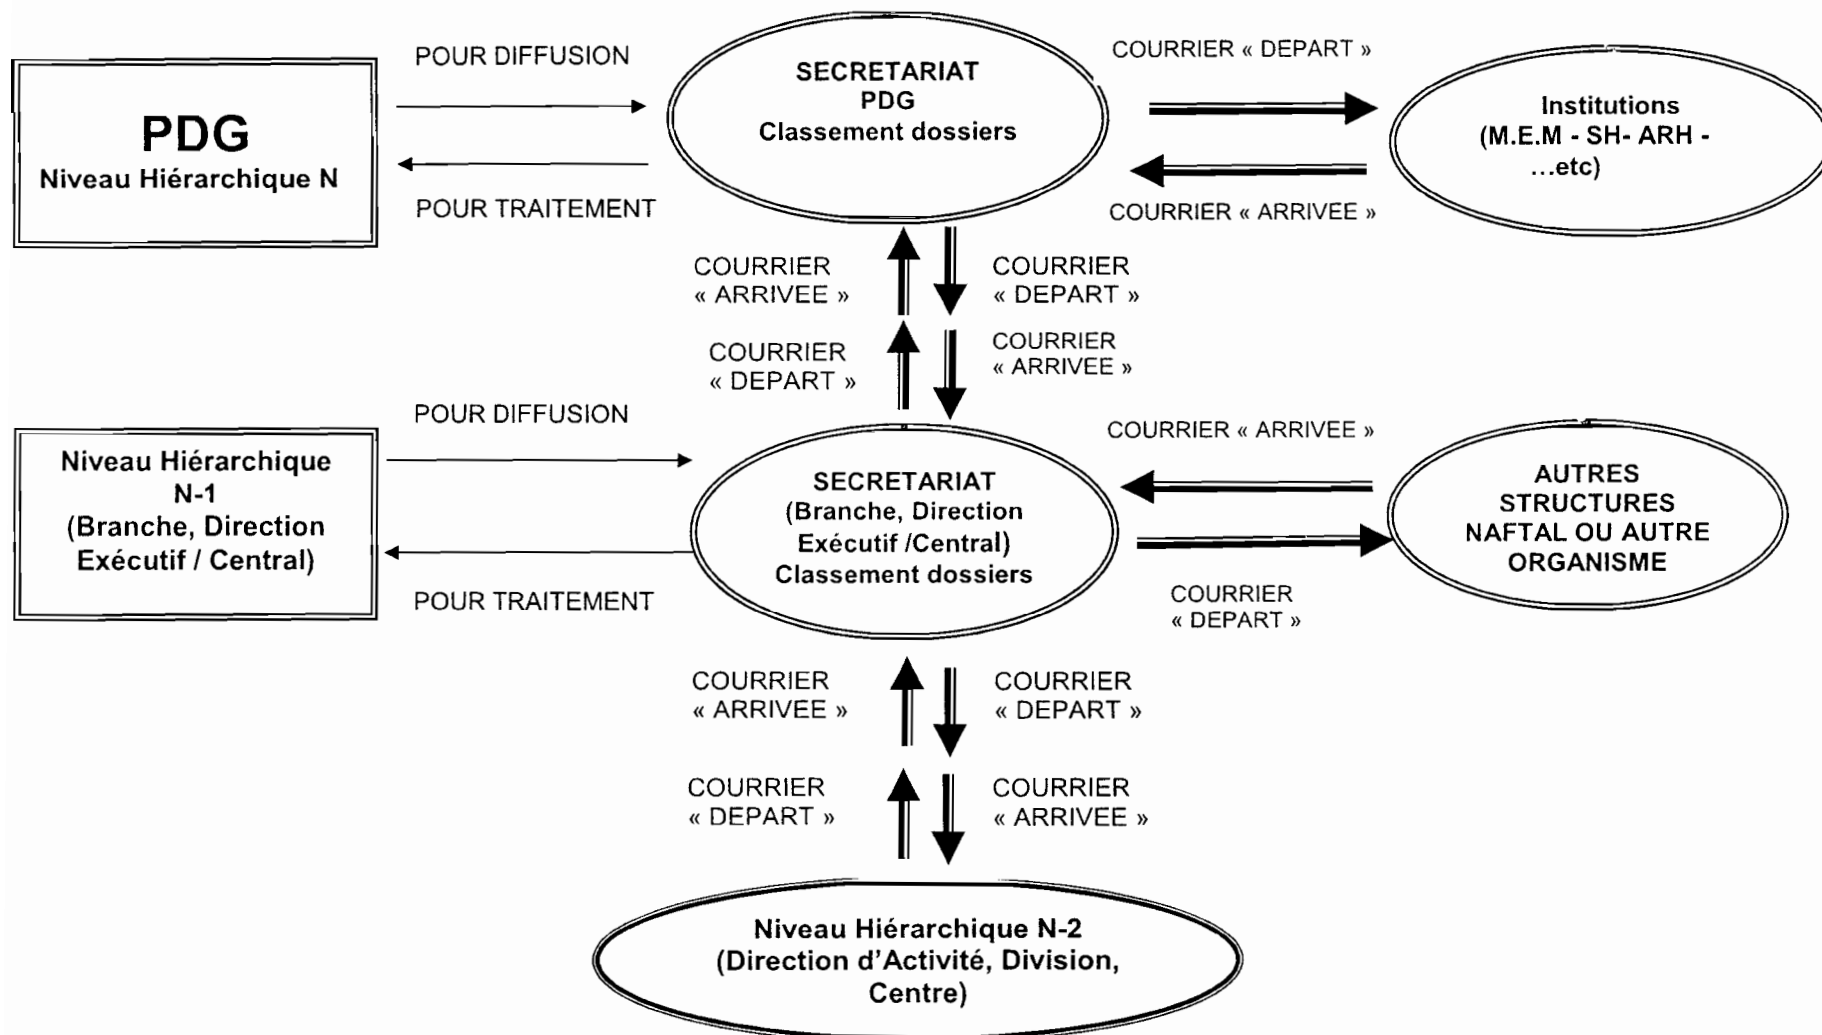 POUR DIFFUSION
COURRIER « DEPART »
SECRETARIAT
PDG
Classement dossiers
PDG
Niveau Hiérarchique N
Institutions
(M.E.M - SH- ARH -
...etc)
POUR TRAITEMENT
COURRIER « ARRIVEE »
COURRIER
« ARRIVEE »
COURRIER
« DEPART »
COURRIER
« DEPART »
COURRIER
« ARRIVEE »
POUR DIFFUSION
COURRIER « ARRIVEE »
Niveau Hiérarchique
N-1
(Branche, Direction
Exécutif / Central)
SECRETARIAT
(Branche, Direction
Exécutif /Central)
Classement dossiers
AUTRES
STRUCTURES
NAFTAL OU AUTRE
ORGANISME
POUR TRAITEMENT
COURRIER
« DEPART »
COURRIER
« ARRIVEE »
COURRIER
« DEPART »
COURRIER
« DEPART »
COURRIER
« ARRIVEE »
Niveau Hiérarchique N-2
(Direction d'Activité, Division,
Centre)